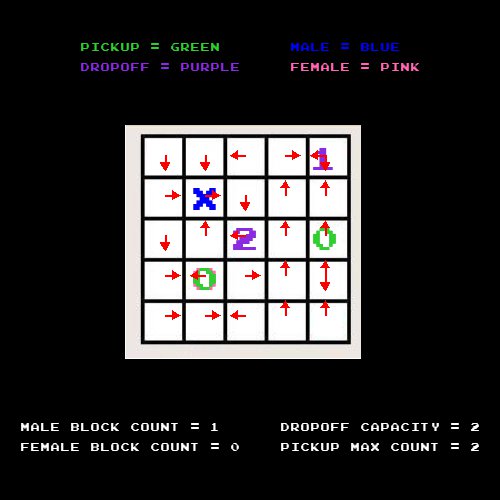 PICKUP = GREEN MALE = BLUE
DROPOFF = PURPLE FEMALE = PINK
1
X
2 0
0
MALE BLOCK COUNT = 1 DROPOFF CAPACITY = 2
FEMALE BLOCK COUNT = 0 PICKUP MAX COUNT = 2